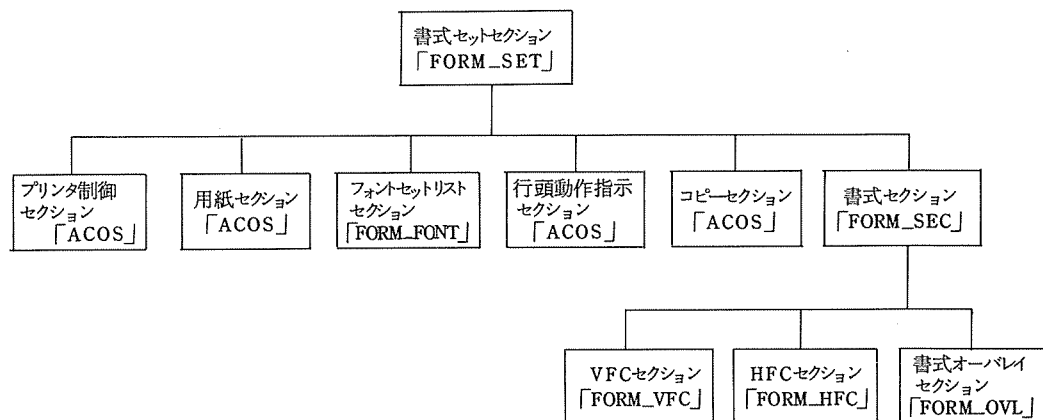 書式セットセクション
「FORM_SET」
プリンタ制御
セクション
「ACOS」
用紙セクション
「ACOS」
フォントセットリスト
セクション
「FORM_FONT」
行頭動作指示
セクション
「ACOS」
コピーセクション
「ACOS」
書式セクション
「FORM_SEC」
VFCセクション
「FORM_VFC」
HFCセクション
「FORM_HFC」
書式オーバレイ
セクション
「FORM_OVL」